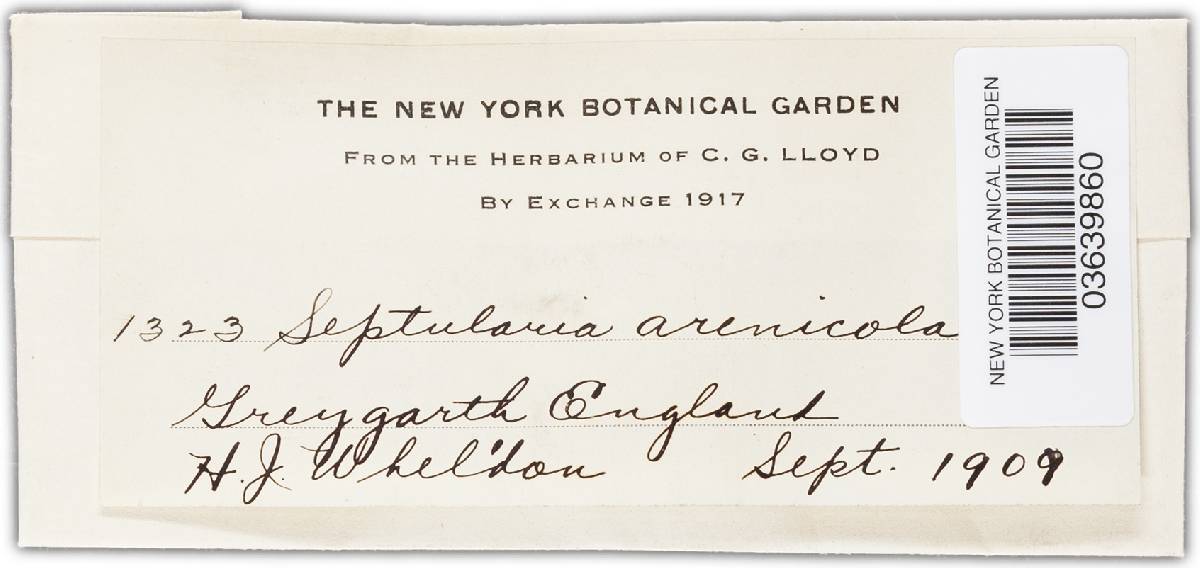 THE NEW YORK BOTANICAL GARDEN
FROM THE HERBARIUM OF C. G. LLOYD
BY EXCHANGE 1917
1323 Septularia arenicola
Greygarth England
H.J. Wheldon Sept. 1909
NEW YORK BOTANICAL GARDEN
03639860